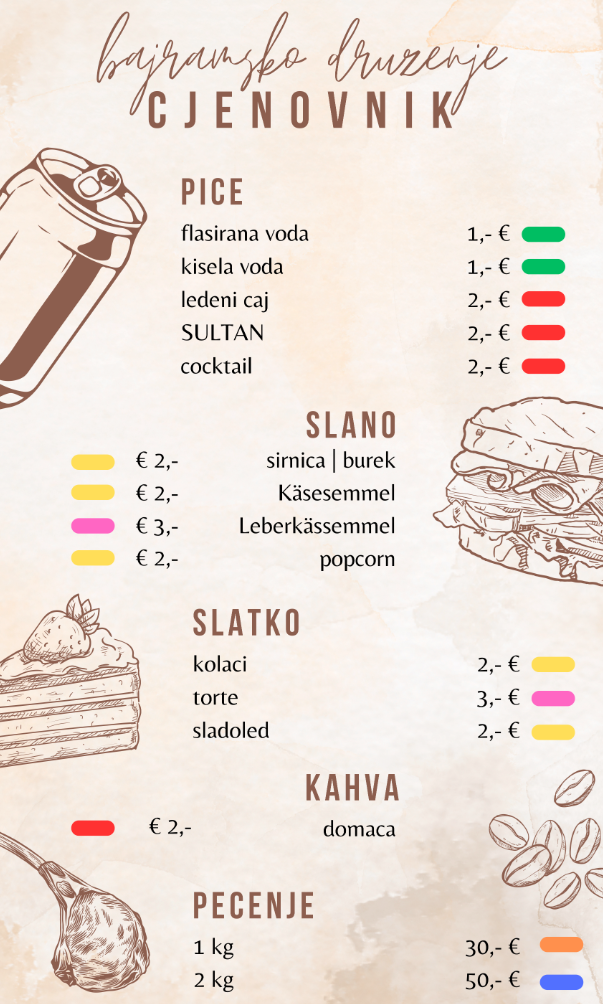 bajramsko druzenje
CJENOVNIK
PICE
flasirana voda 1,- €
kisela voda 1,- €
ledeni caj 2,- €
SULTAN 2,- €
cocktail 2,- €
SLANO
€ 2,- sirnica | burek
€ 2,- Käsesemmel
€ 3,- Leberkässemmel
€ 2,- popcorn
SLATKO
kolaci 2,- €
torte 3,- €
sladoled 2,- €
KAHVA
€ 2,- domaca
PECENJE
1 kg 30,- €
2 kg 50,- €